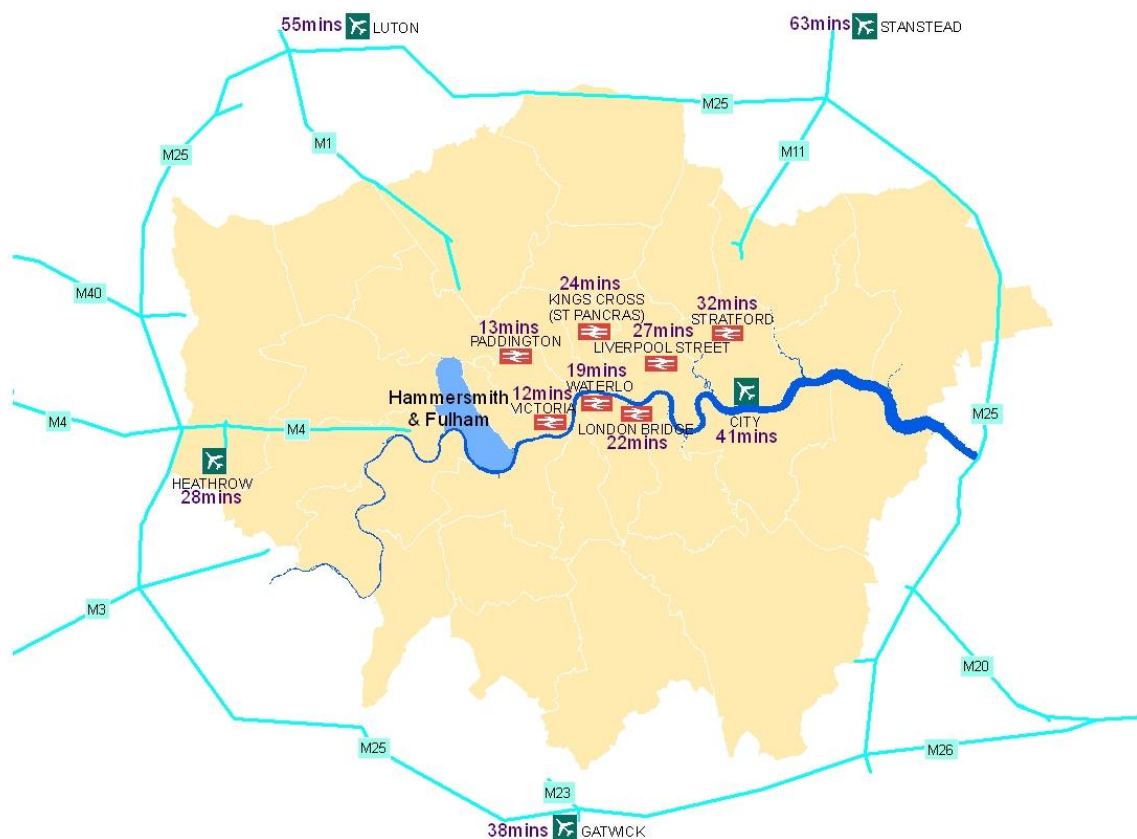 55mins
LUTON
63mins
STANSTEAD
M25
M25
M1
M11
M40
24mins
KINGS CROSS
(ST PANCRAS)
32mins
STRATFORD
13mins
PADDINGTON
27mins
LIVERPOOL STREET
19mins
WATERLO
12mins
VICTORIA
Hammersmith
& Fulham
LONDON BRIDGE
22mins
CITY
41mins
M4
M4
M25
HEATHROW
28mins
M3
M20
M25
M26
M23
38mins
GATWICK